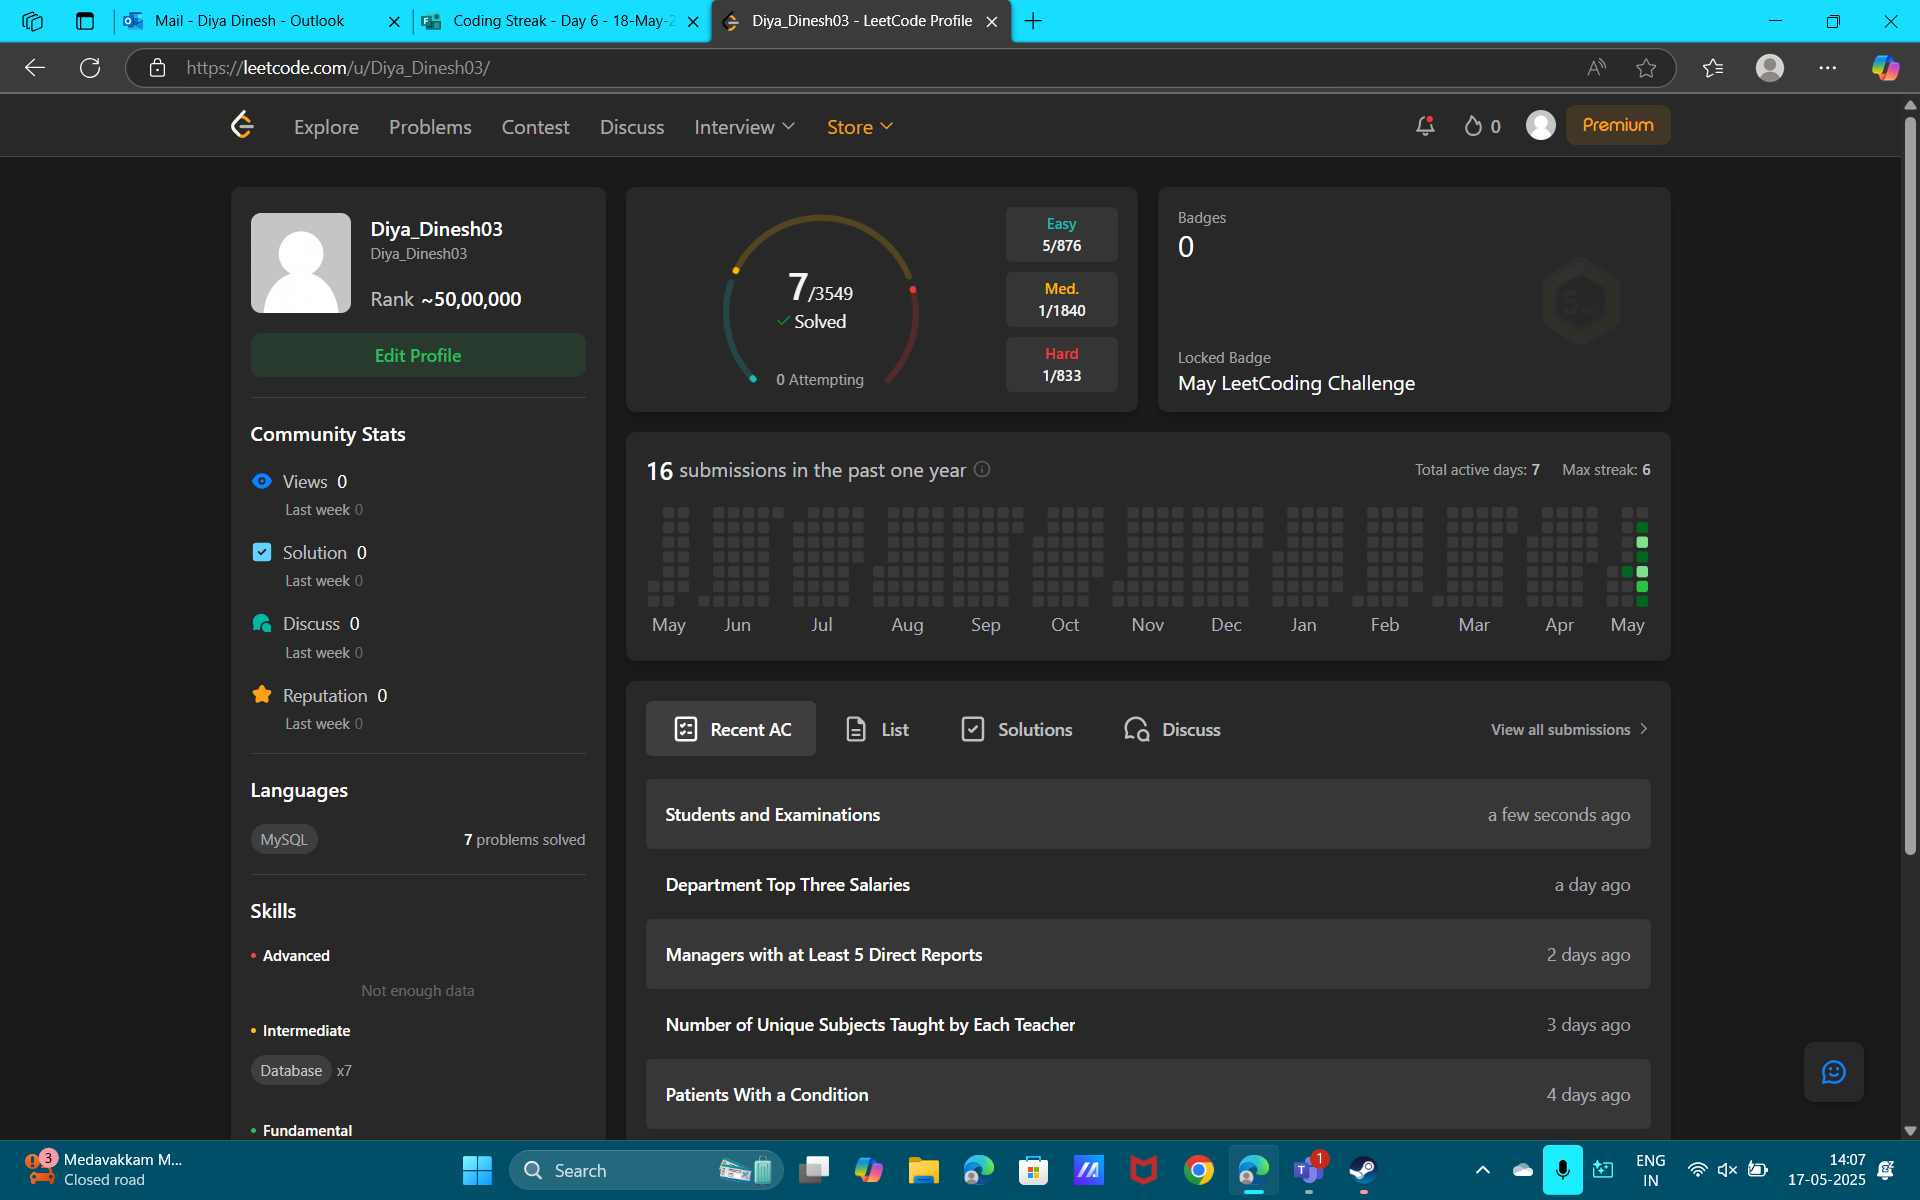 Mail - Diya Dinesh - Outlook
Coding Streak - Day 6 - 18-May-2
Diya_Dinesh03 - LeetCode Profile
https://leetcode.com/u/Diya_Dinesh03/
Explore
Problems
Contest
Discuss
Interview
Store
0
Premium
Diya_Dinesh03
Diya_Dinesh03
Rank ~50,00,000
Edit Profile
Community Stats
Views 0
Last week 0
Solution 0
Last week 0
Discuss 0
Last week 0
Reputation 0
Last week 0
Languages
MySQL
7 problems solved
Skills
Advanced
Not enough data
Intermediate
Database x7
Fundamental
7/3549
Solved
0 Attempting
Easy
5/876
Med.
1/1840
Hard
1/833
Badges
0
Locked Badge
May LeetCoding Challenge
16 submissions in the past one year
Total active days: 7
Max streak: 6
May Jun Jul Aug Sep Oct Nov Dec Jan Feb Mar Apr May
Recent AC
List
Solutions
Discuss
View all submissions
Students and Examinations
a few seconds ago
Department Top Three Salaries
a day ago
Managers with at Least 5 Direct Reports
2 days ago
Number of Unique Subjects Taught by Each Teacher
3 days ago
Patients With a Condition
4 days ago
3
Medavakkam M...
Closed road
Search
1
ENG
IN
14:07
17-05-2025